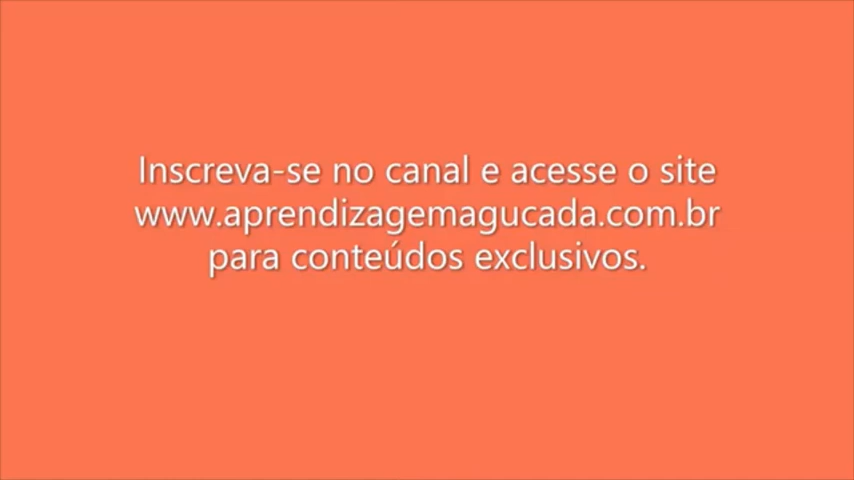 Inscreva-se no canal e acesse o site
www.aprendizagemagucada.com.br
para conteúdos exclusivos.